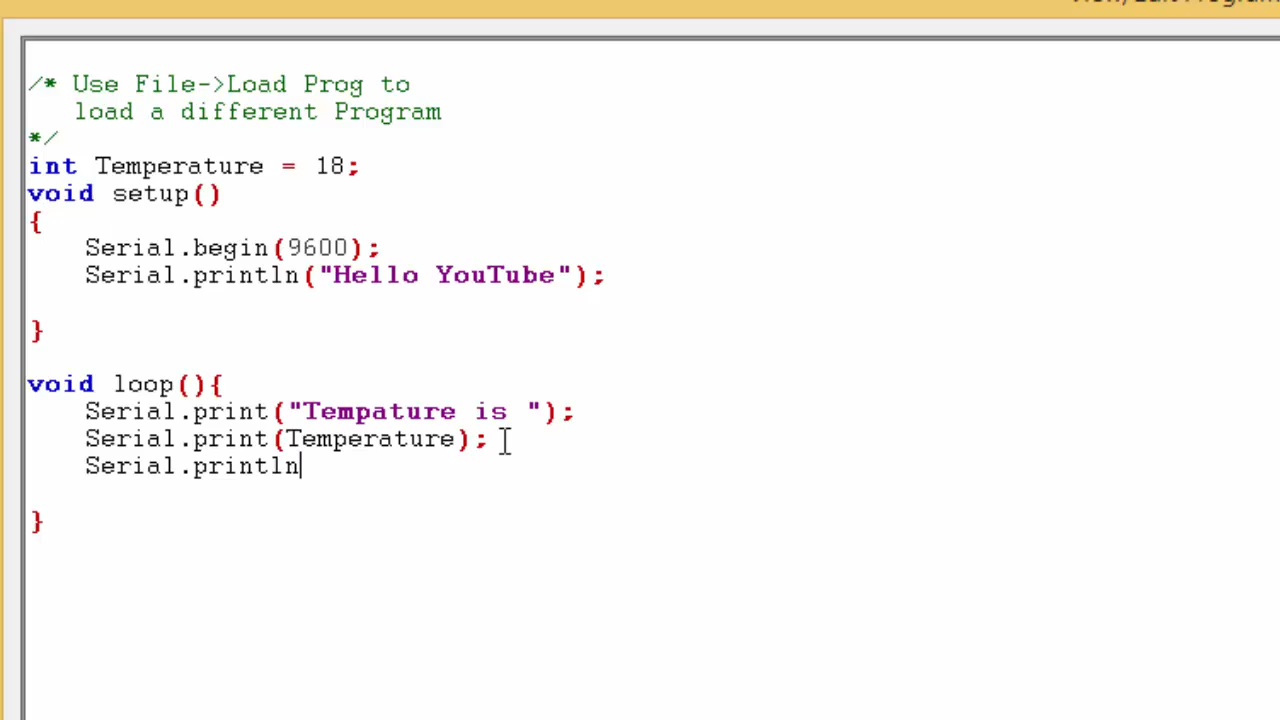 /* Use File->Load Prog to
load a different Program
*/
int Temperature = 18;
void setup()
{
Serial.begin(9600);
Serial.println("Hello YouTube");
}
void loop(){
Serial.print("Tempature is ");
Serial.print(Temperature);
Serial.println
}